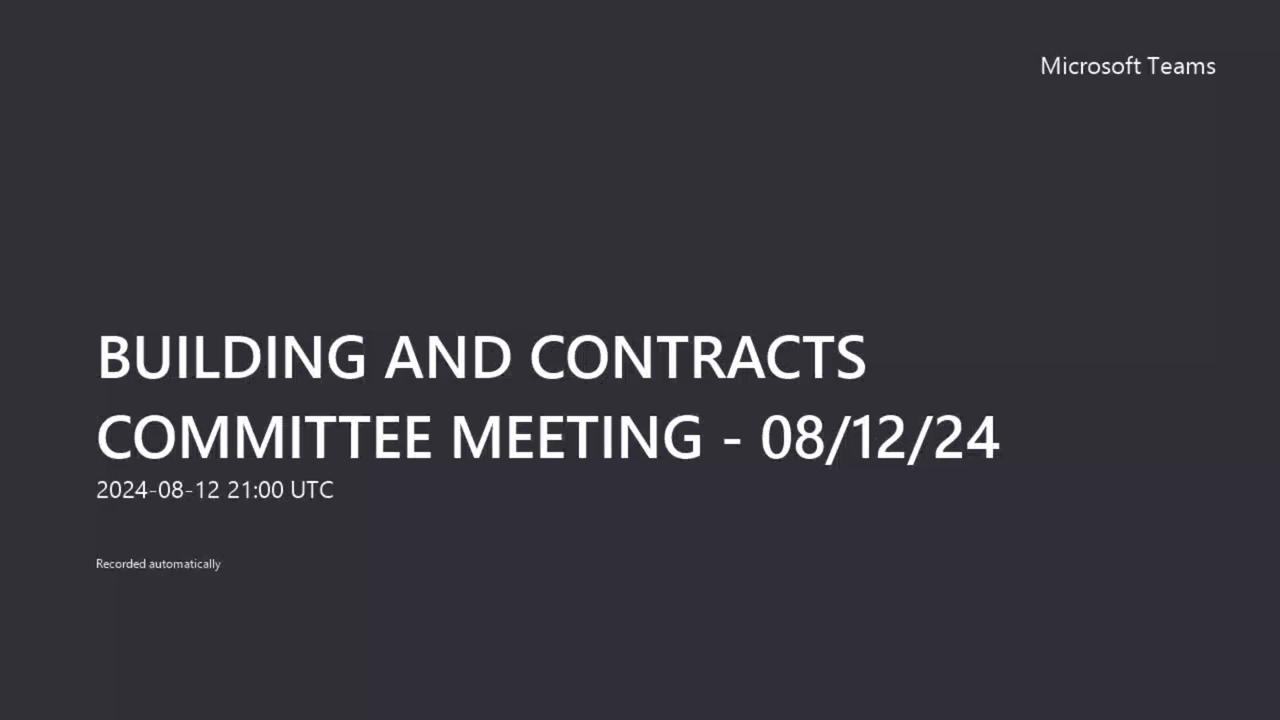 Microsoft Teams
BUILDING AND CONTRACTS
COMMITTEE MEETING - 08/12/24
2024-08-12 21:00 UTC
Recorded automatically